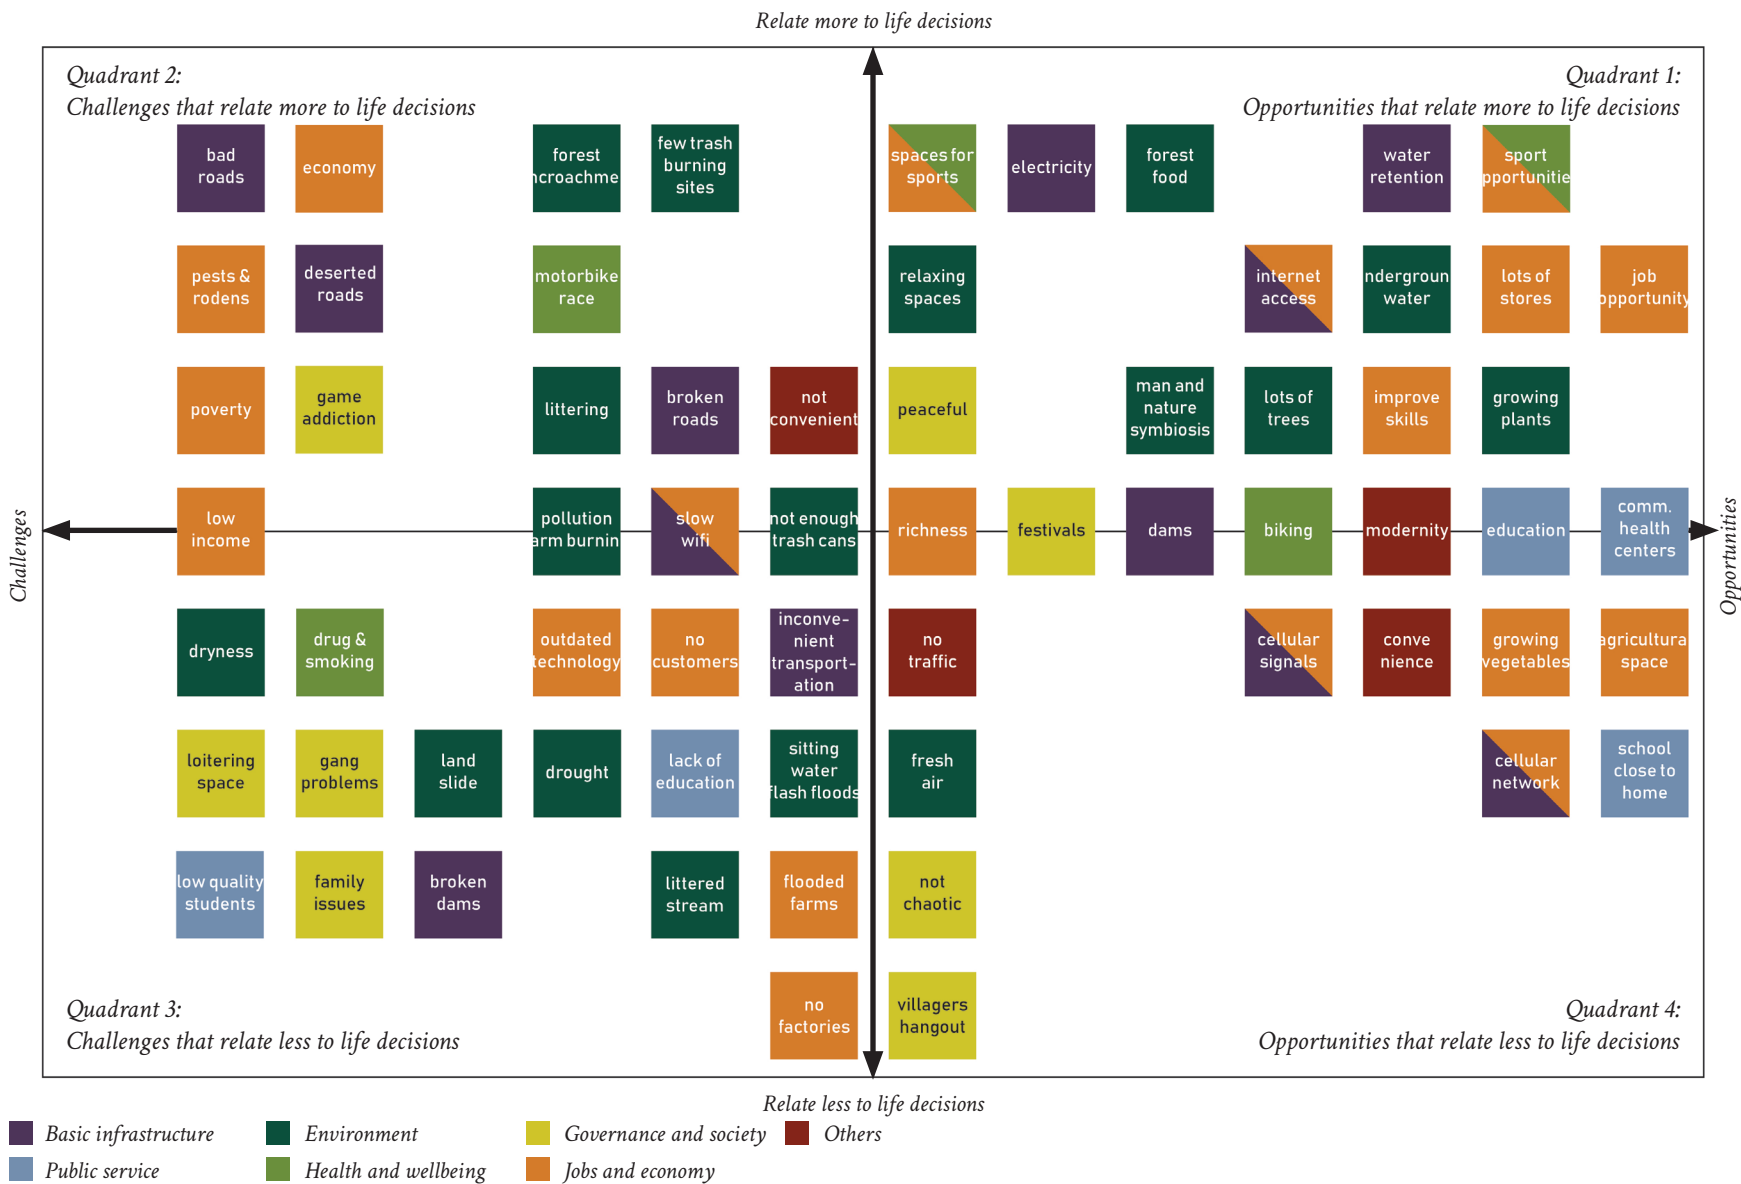 Relate more to life decisions
Quadrant 2:
Challenges that relate more to life decisions
Quadrant 1:
Opportunities that relate more to life decisions
bad
roads
economy
forest
ncroachme
few trash
burning
sites
spaces for
sports
electricity
forest
food
water
retention
sport
pportunitie
pests &
rodens
deserted
roads
motorbike
race
relaxing
spaces
internet
access
ndergroun
water
lots of
stores
job
opportunity
poverty
game
addiction
littering
broken
roads
not
convenient
peaceful
man and
nature
symbiosis
lots of
trees
improve
skills
growing
plants
Challenges
low
income
pollution
arm burnin
slow
wifi
not enough
trash cans
richness
festivals
dams
biking
modernity
education
comm.
health
centers
Opportunities
dryness
drug &
smoking
outdated
technology
no
customers
inconve-
nient
transport-
ation
no
traffic
cellular
signals
conve
nience
growing
vegetables
agricultura
space
loitering
space
gang
problems
land
slide
drought
lack of
education
sitting
water
flash floods
fresh
air
cellular
network
school
close to
home
low quality
students
family
issues
broken
dams
littered
stream
flooded
farms
not
chaotic
no
factories
villagers
hangout
Quadrant 3:
Challenges that relate less to life decisions
Quadrant 4:
Opportunities that relate less to life decisions
Relate less to life decisions
Basic infrastructure
Environment
Governance and society
Others
Public service
Health and wellbeing
Jobs and economy